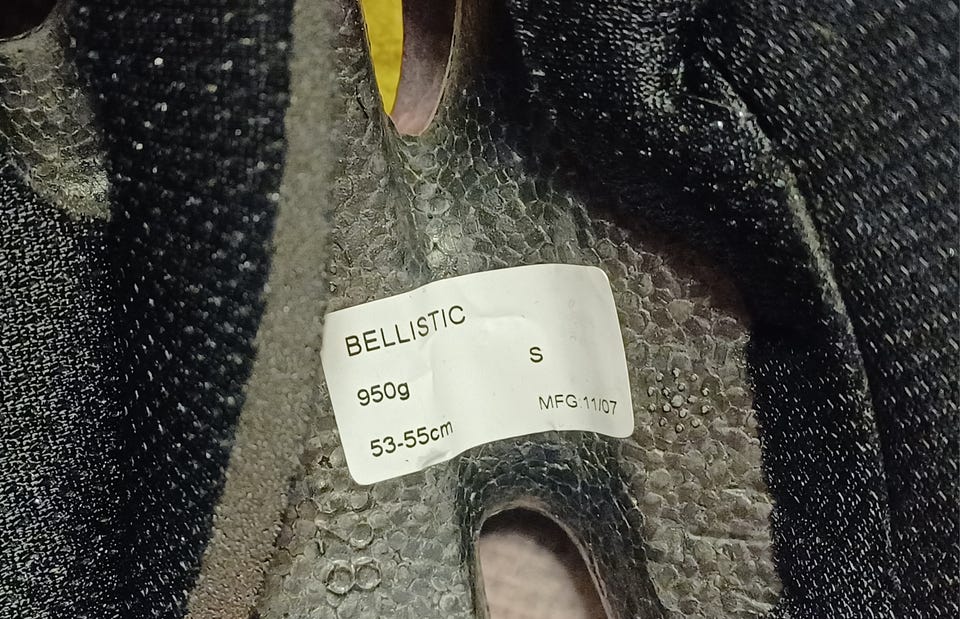 BELLISTIC
S
950g
MFG.11/07
53-55cm